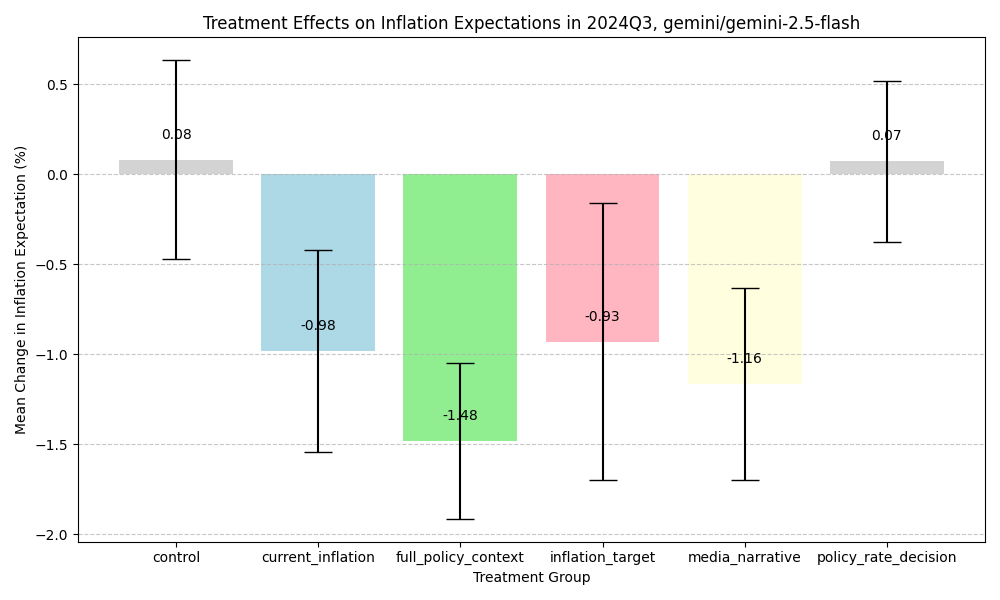 Treatment Effects on Inflation Expectations in 2024Q3, gemini/gemini-2.5-flash
Mean Change in Inflation Expectation (%)
0.5
0.0
−0.5
−1.0
−1.5
−2.0
0.08
-0.98
-1.48
-0.93
-1.16
0.07
control
current_inflation
full_policy_context
inflation_target
media_narrative
policy_rate_decision
Treatment Group